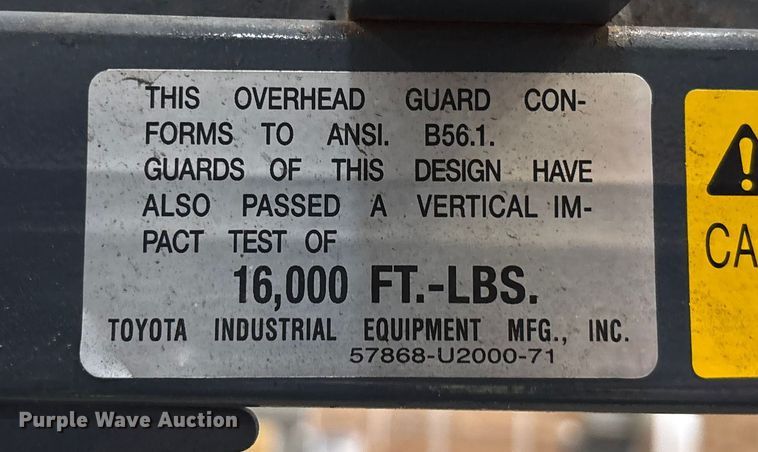 THIS OVERHEAD GUARD CON-
FORMS TO ANSI. B56.1.
GUARDS OF THIS DESIGN HAVE
ALSO PASSED A VERTICAL IM-
PACT TEST OF
16,000 FT.-LBS.
TOYOTA INDUSTRIAL EQUIPMENT MFG., INC.
57868-U2000-71
CA
Purple Wave Auction